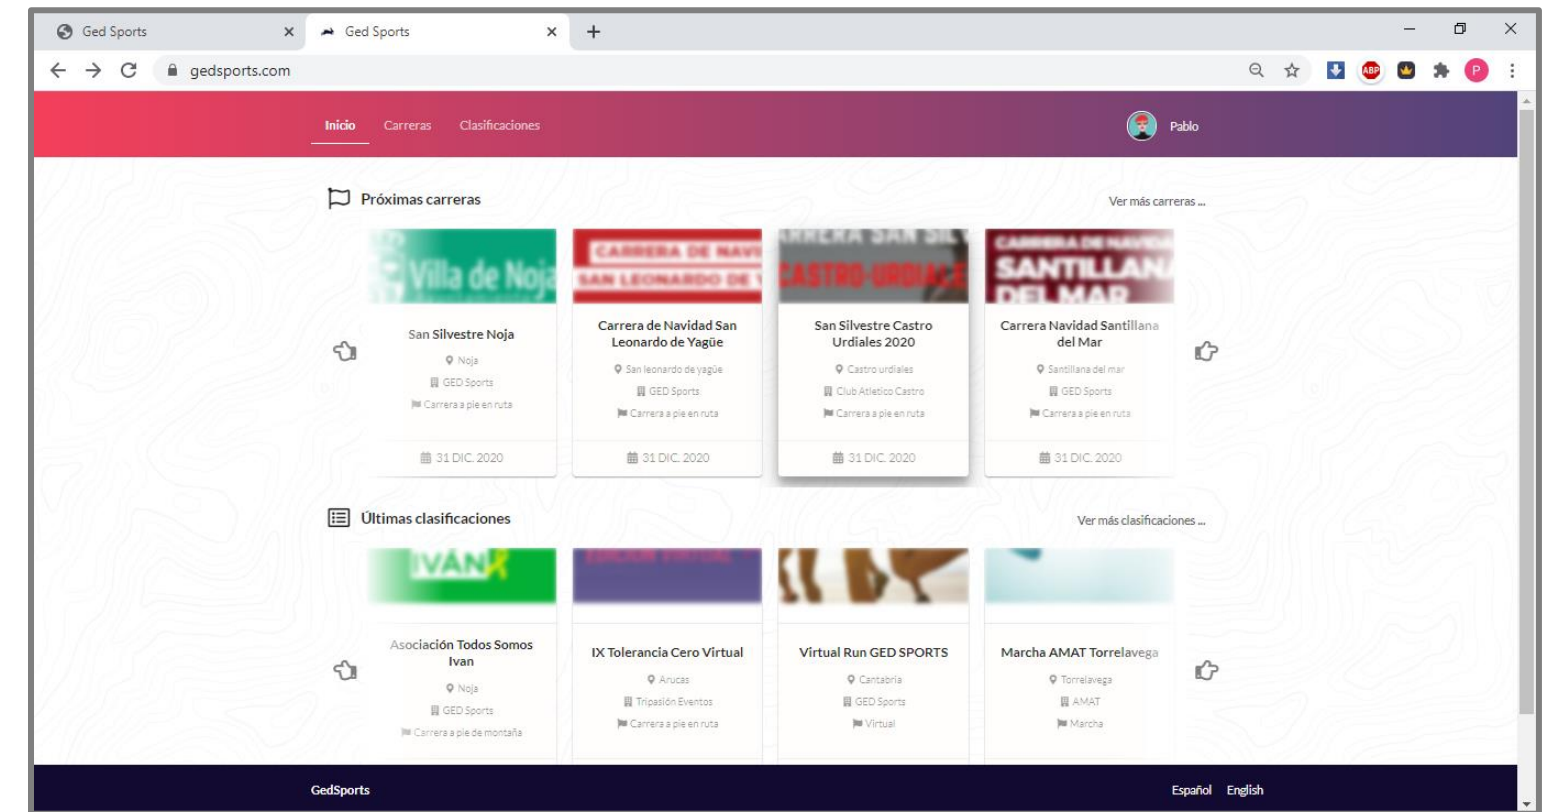 Ged Sports
Ged Sports
gedsports.com
ABP
P
Inicio Carreras Clasificaciones
Pablo
Próximas carreras
Ver más carreras ...
Villa de Noja
CARRERA DE NAVI
SAN LEONARDO DE Y
CARRERA SAN SILV
CASTRO-URDIALE
CARRERA DE NAVIDA
SANTILLANA
DEL MAR
San Silvestre Noja
Noja
GED Sports
Carrera a pie en ruta
31 DIC. 2020
Carrera de Navidad San
Leonardo de Yagüe
San leonardo de yagüe
GED Sports
Carrera a pie en ruta
31 DIC. 2020
San Silvestre Castro
Urdiales 2020
Castro urdiales
Club Atletico Castro
Carrera a pie en ruta
31 DIC. 2020
Carrera Navidad Santillana
del Mar
Santillana del mar
GED Sports
Carrera a pie en ruta
31 DIC. 2020
Últimas clasificaciones
Ver más clasificaciones ...
IVÁN
EDICIÓN VIRTUAL
Asociación Todos Somos
Ivan
Noja
GED Sports
Carrera a pie de montaña
IX Tolerancia Cero Virtual
Arucas
Tripasión Eventos
Carrera a pie en ruta
Virtual Run GED SPORTS
Cantabria
GED Sports
Virtual
Marcha AMAT Torrelavega
Torrelavega
AMAT
Marcha
GedSports
Español English